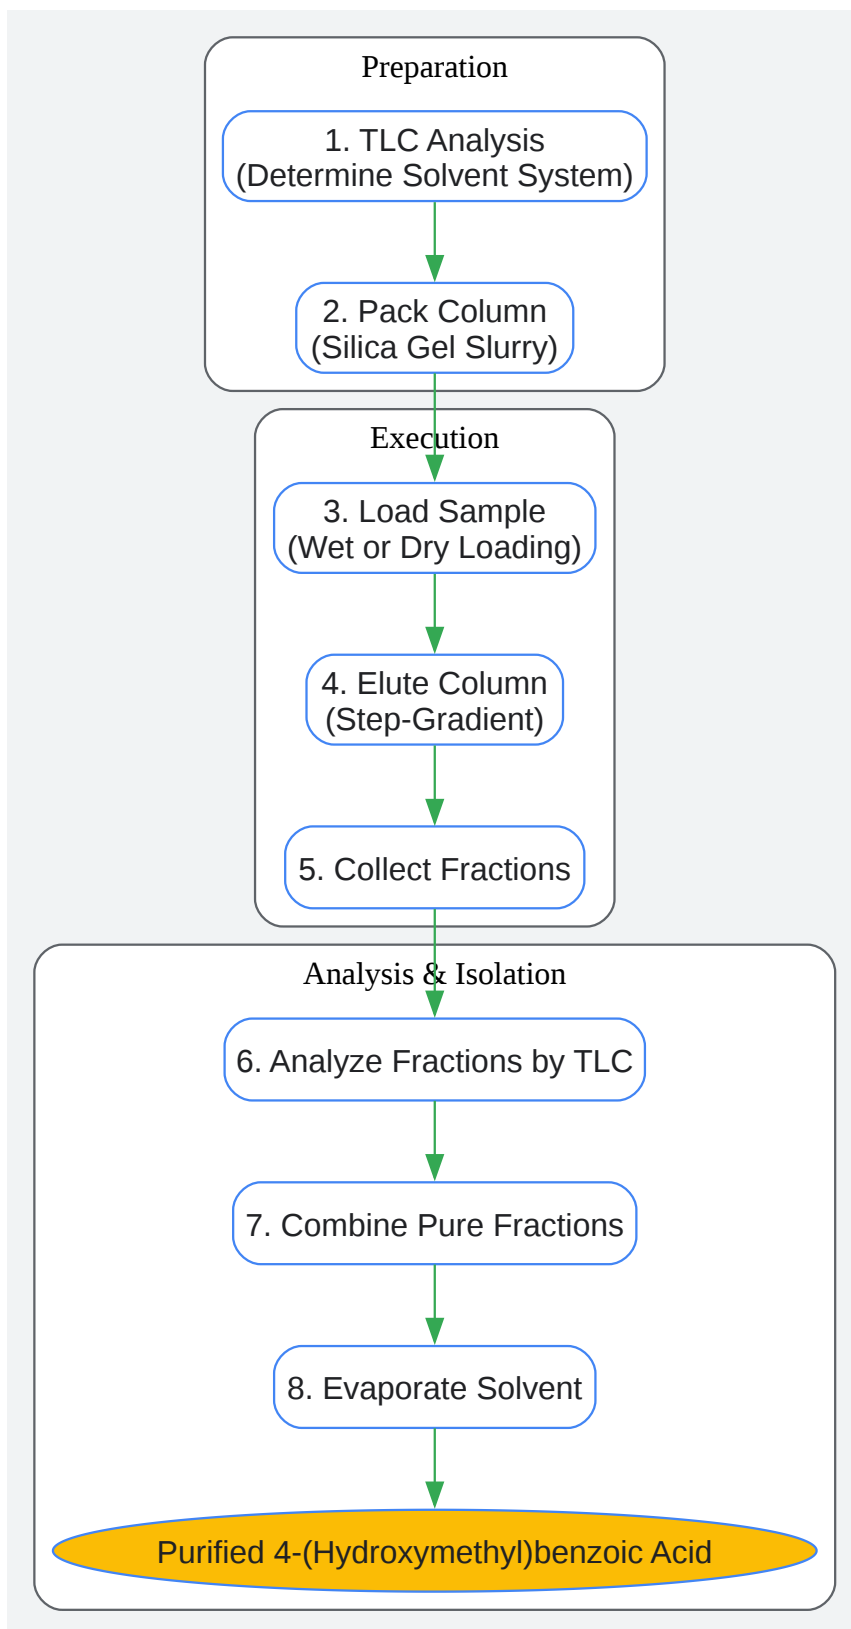 Preparation
1. TLC Analysis
(Determine Solvent System)
2. Pack Column
(Silica Gel Slurry)
Execution
3. Load Sample
(Wet or Dry Loading)
4. Elute Column
(Step-Gradient)
5. Collect Fractions
Analysis & Isolation
6. Analyze Fractions by TLC
7. Combine Pure Fractions
8. Evaporate Solvent
Purified 4-(Hydroxymethyl)benzoic Acid